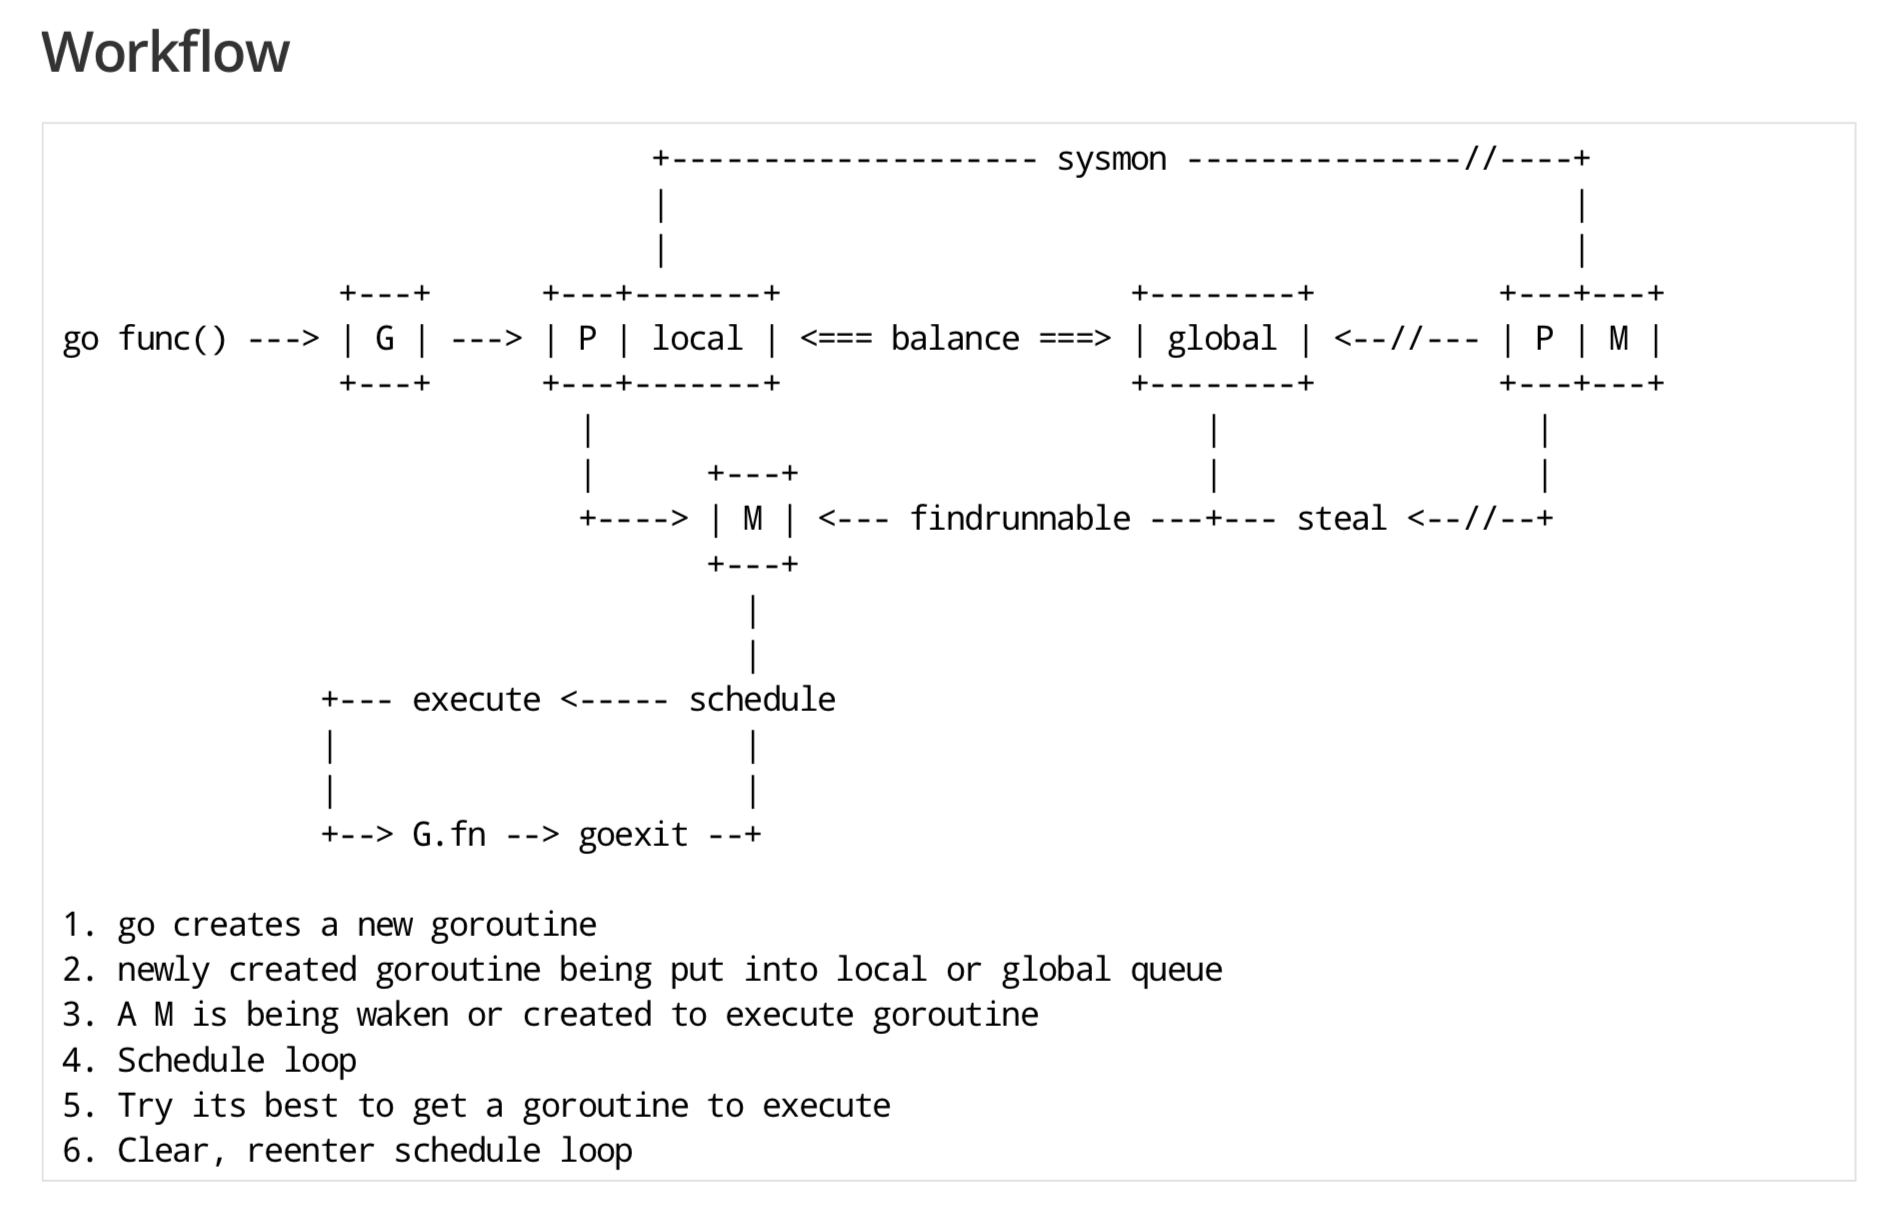 Workflow
                                 +-------------------- sysmon ---------------//----+
                                 |                                                 |
                                 |                                                 |
               +---+      +---+-------+                   +--------+          +---+---+
go func() ---> | G | ---> | P | local | <=== balance ===> | global | <--//--- | P | M |
               +---+      +---+-------+                   +--------+          +---+---+
                            |                                 |                 |
                            |      +---+                      |                 |
                            +----> | M | <--- findrunnable ---+--- steal <--//--+
                                   +---+
                                     |
                                     |
              +--- execute <----- schedule
              |                      |
              |                      |
              +--> G.fn --> goexit --+
1. go creates a new goroutine
2. newly created goroutine being put into local or global queue
3. A M is being waken or created to execute goroutine
4. Schedule loop
5. Try its best to get a goroutine to execute
6. Clear, reenter schedule loop